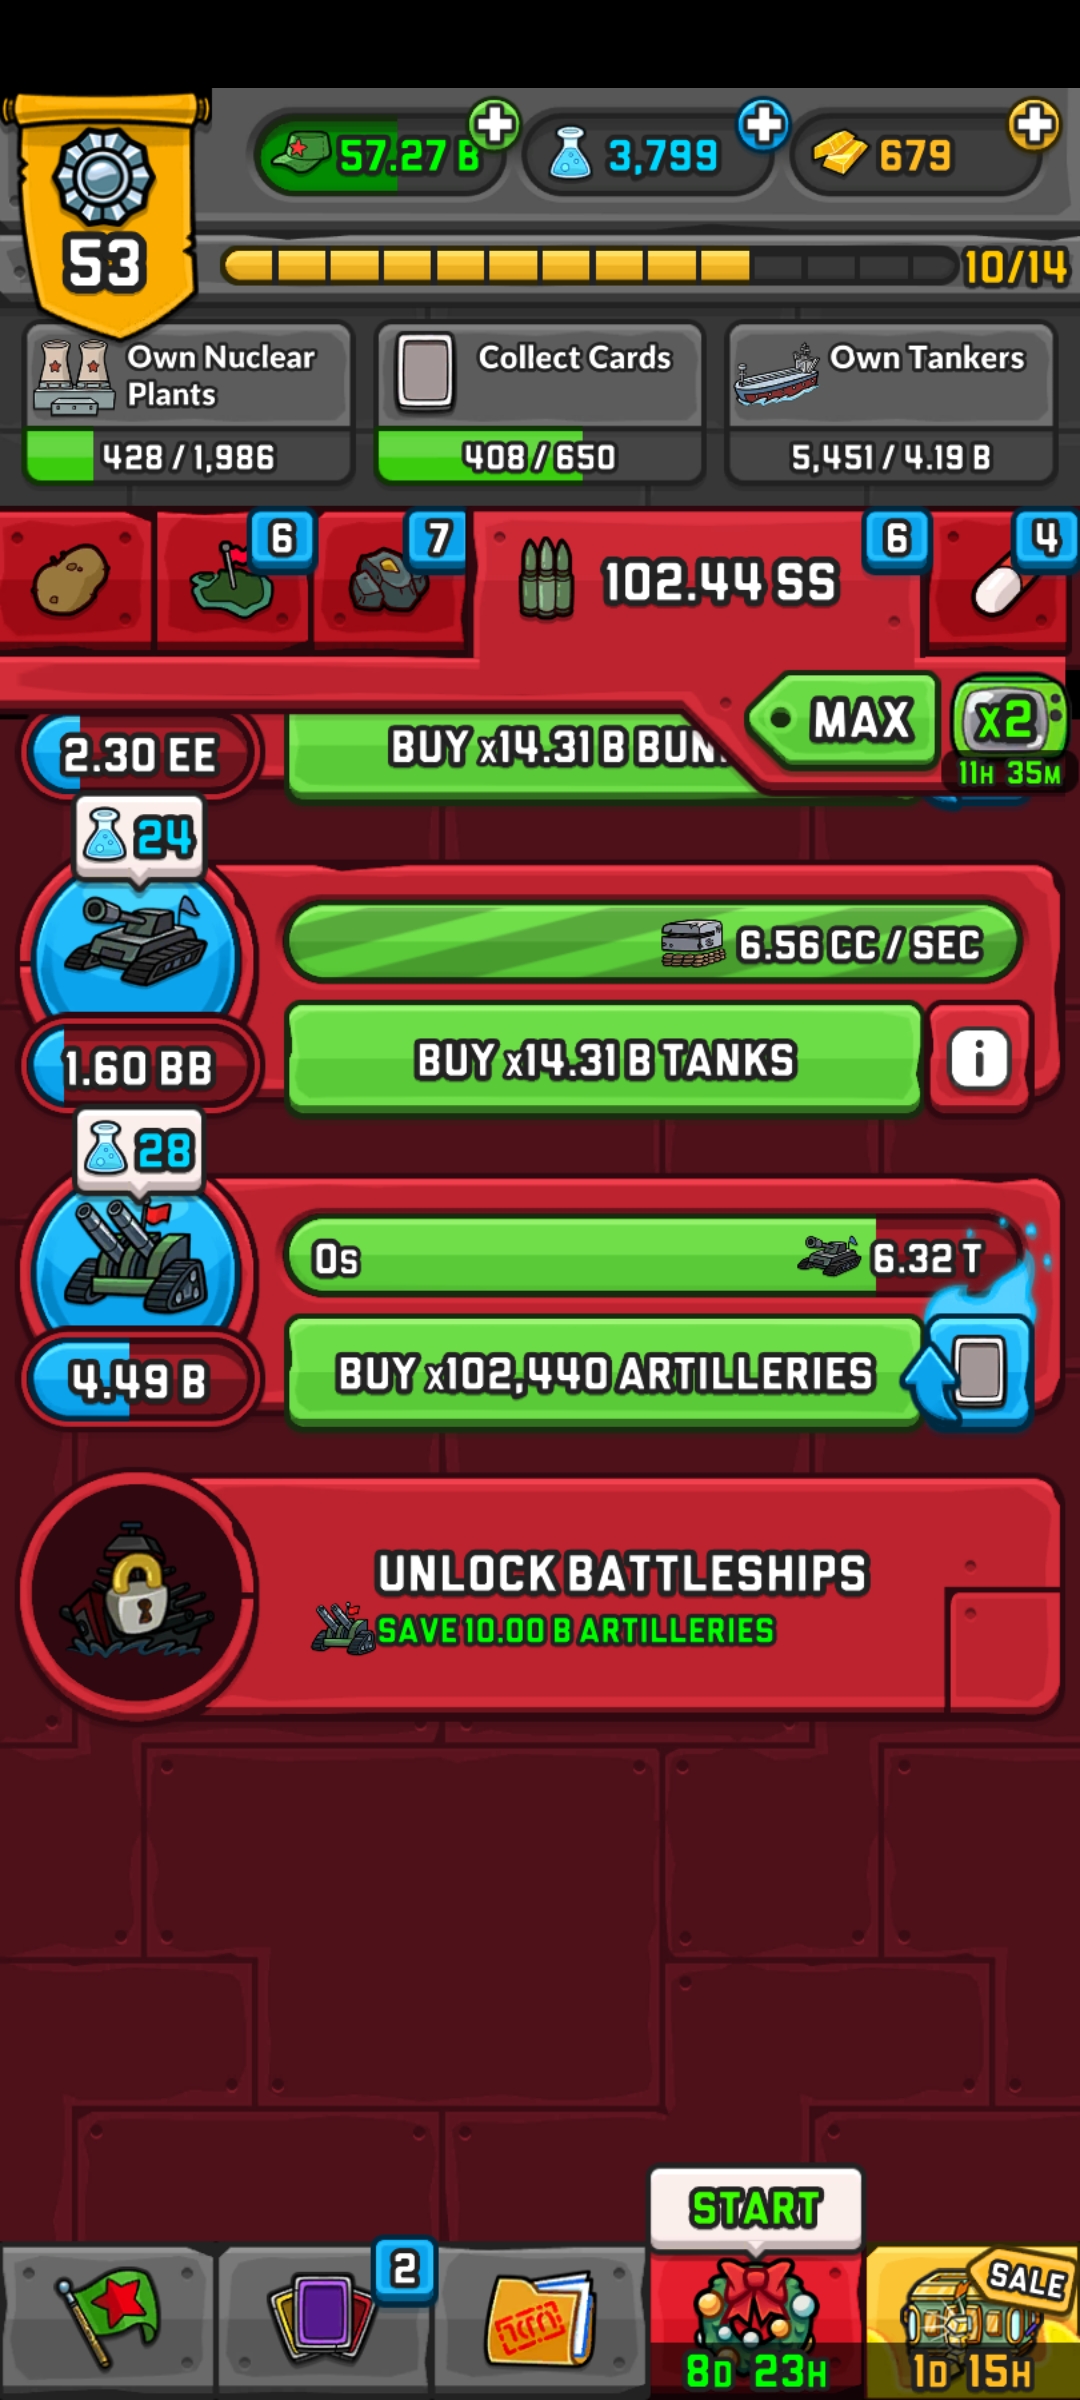 57.27 B
3,799
679
53
10/14
Own Nuclear
Plants
Collect Cards
Own Tankers
428 / 1,986
408 / 650
5,451 / 4.19 B
6
7
102.44 SS
6
4
MAX
x2
11H 35M
2.30 EE
BUY x14.31 B BUN
24
6.56 CC / SEC
1.60 BB
BUY x14.31 B TANKS
i
28
0s
6.32 T
4.49 B
BUY x102,440 ARTILLERIES
UNLOCK BATTLESHIPS
SAVE 10.00 B ARTILLERIES
START
2
SALE
8D 23H
1D 15H